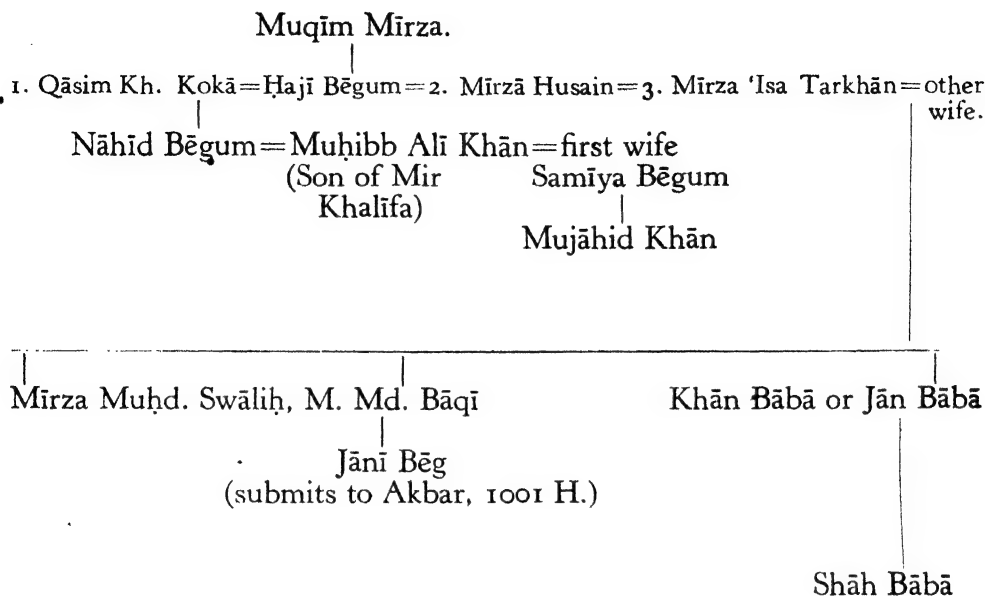 Muqīm Mīrza.
1. Qāsim Kh. Kokā=Ḥajī Bēgum=2. Mīrzā Husain=3. Mīrza ‘Isa Tarkhān=other
wife.
Nāhīd Bēgum=Muḥibb Alī Khān=first wife
(Son of Mir Samīya Bēgum
Khalīfa)
Mujāhid Khān
Mīrza Muḥd. Swāliḥ, M. Md. Bāqī Khān Bābā or Jān Bābā
Jānī Bēg
(submits to Akbar, 1001 H.)
Shāh Bābā